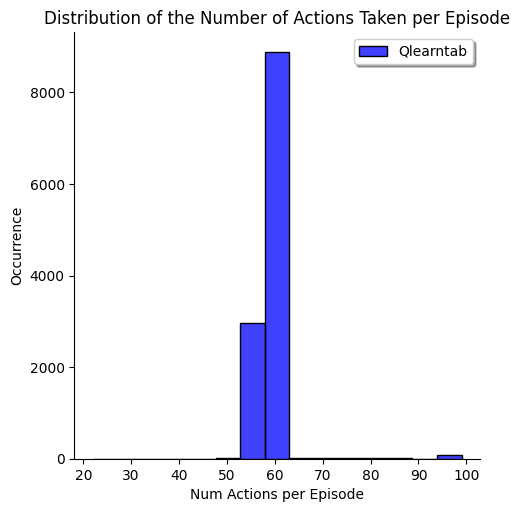 Distribution of the Number of Actions Taken per Episode
Qlearntab
8000
6000
4000
2000
0
Occurrence
20 30 40 50 60 70 80 90 100
Num Actions per Episode